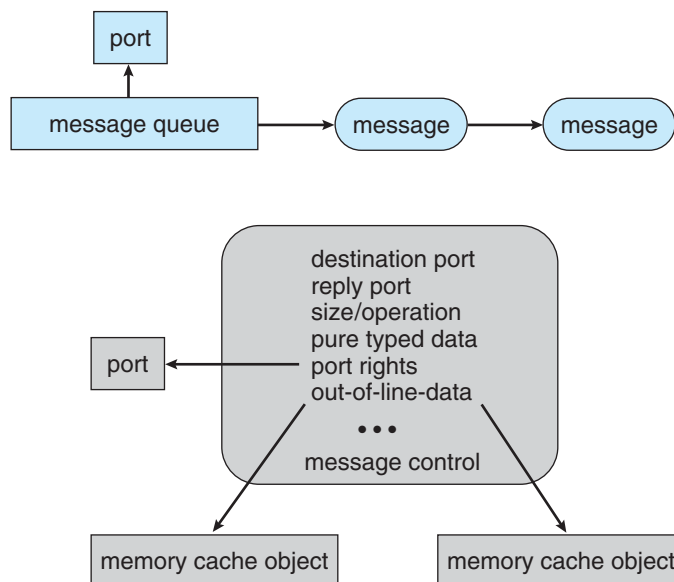 port
message queue
message
message
destination port
reply port
size/operation
pure typed data
port rights
out-of-line-data
•••
message control
port
memory cache object
memory cache object